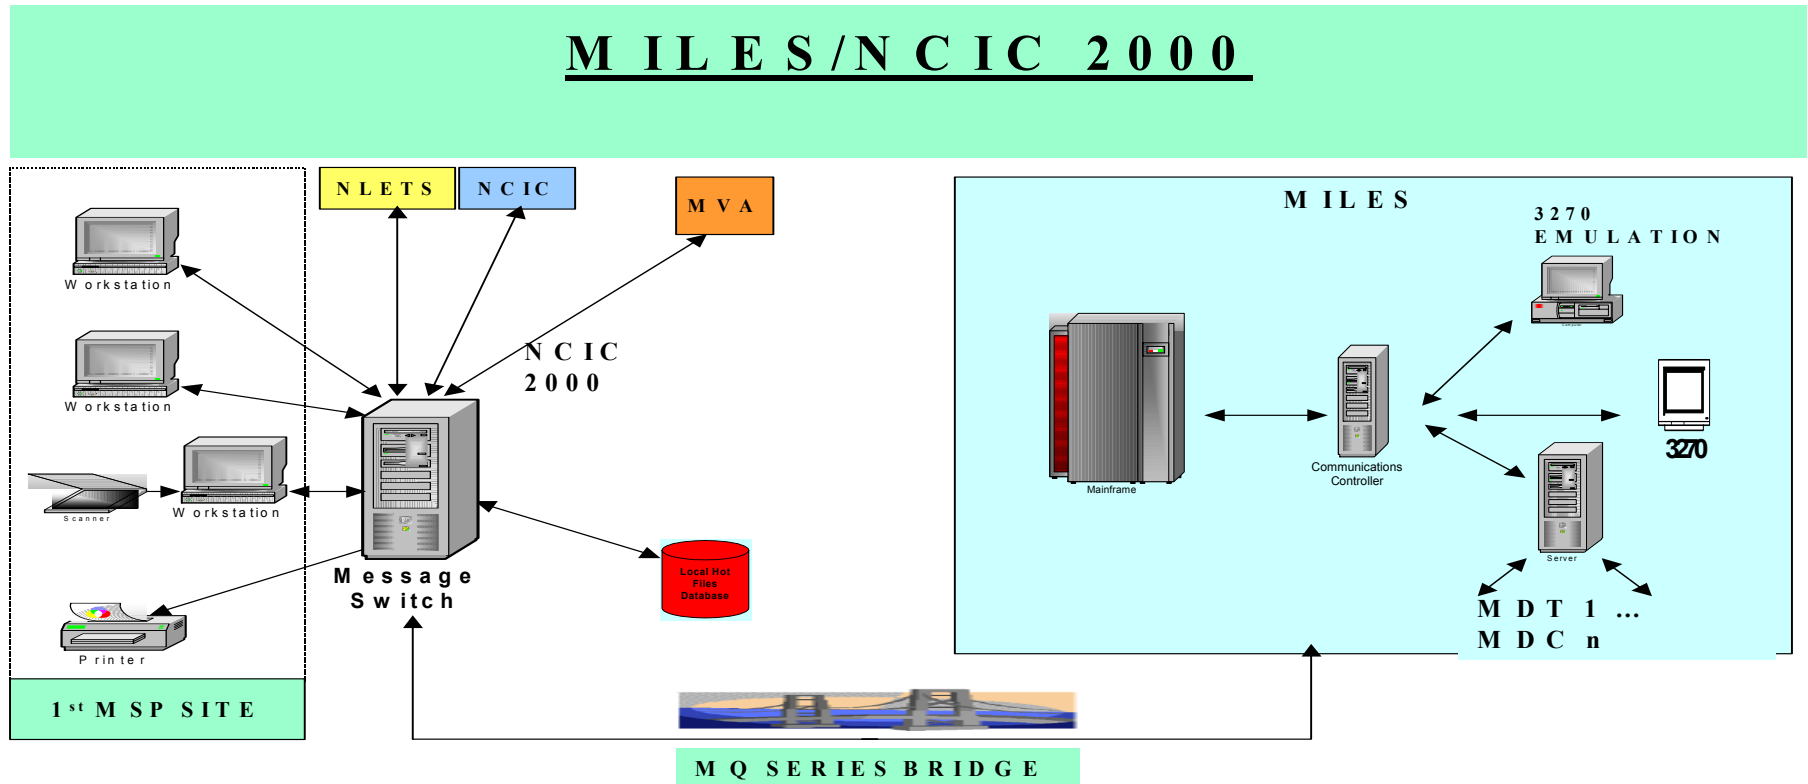 MILES/NCIC 2000
NLETS
NCIC
MVA
MILES
3270
EMULATION
Workstation
Computer
Workstation
NCIC
2000
3270
Workstation
Scanner
Mainframe
Communications
Controller
Server
Message
Switch
Local Hot
Files
Database
MDT 1 ...
MDC n
Printer
1st MSP SITE
MQ SERIES BRIDGE